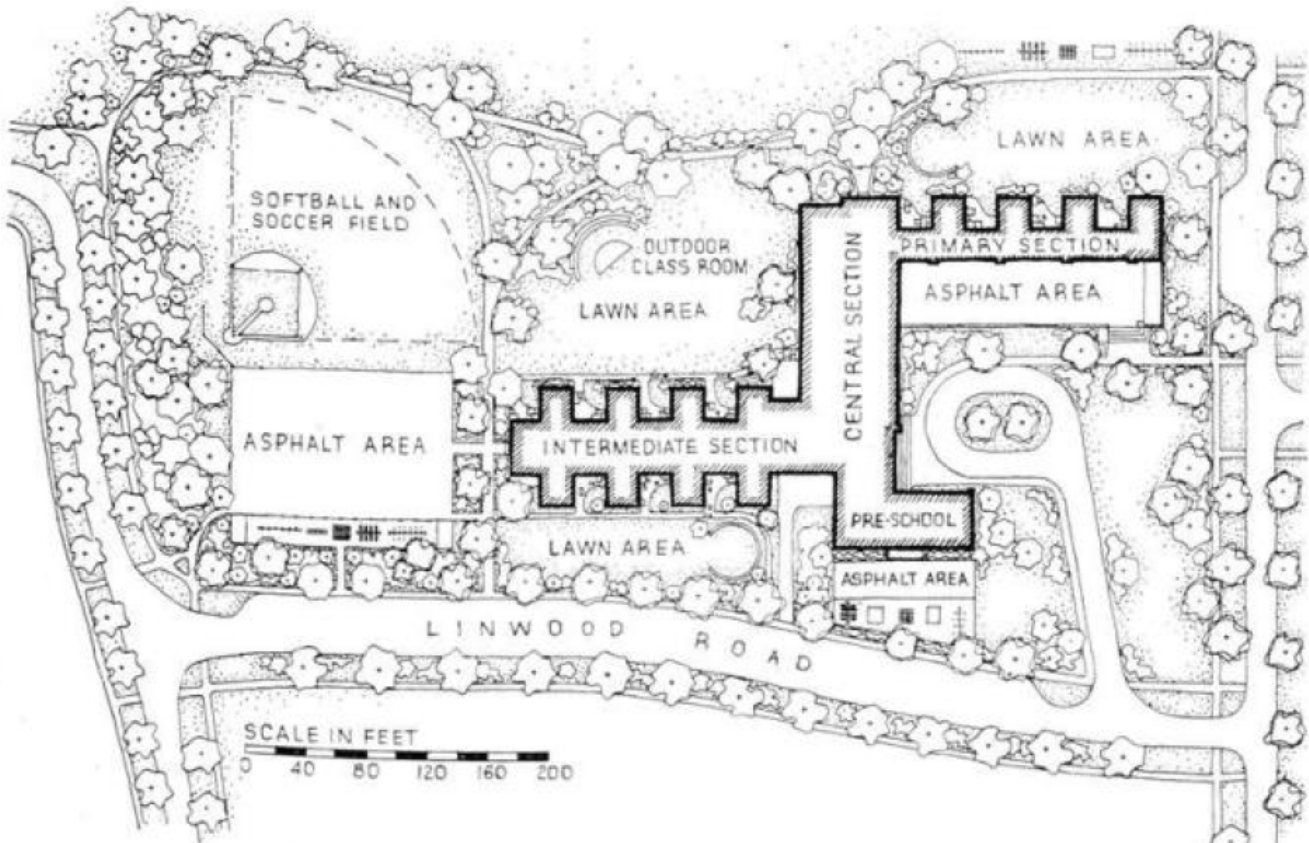 LAWN AREA
SOFTBALL AND
SOCCER FIELD
OUTDOOR
CLASS ROOM
LAWN AREA
PRIMARY SECTION
ASPHALT AREA
CENTRAL SECTION
ASPHALT AREA
INTERMEDIATE SECTION
PRE-SCHOOL
LAWN AREA
ASPHALT AREA
LINWOOD ROAD
SCALE IN FEET
0 40 80 120 160 200